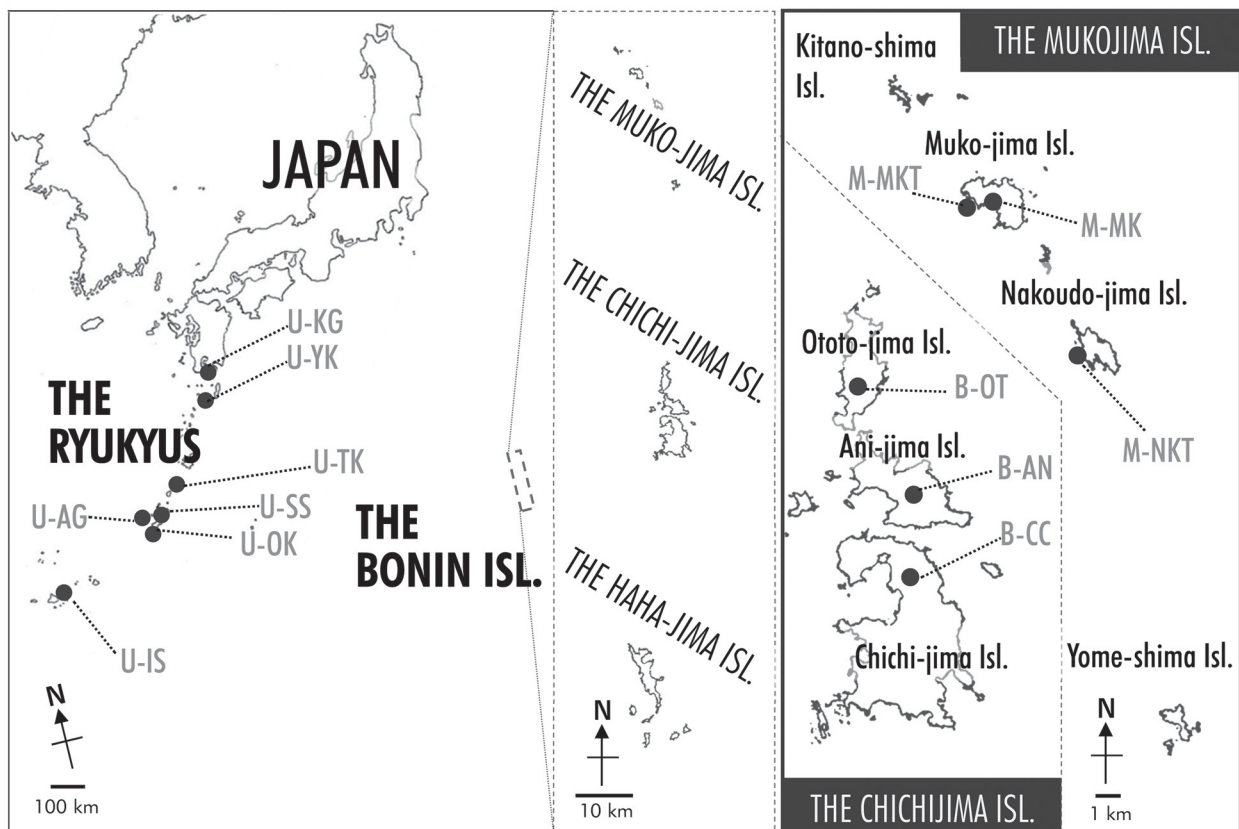 JAPAN
U-KG
U-YK
THE
RYUKYUS
U-TK
U-SS
U-AG
U-OK
THE
BONIN ISL.
U-IS
N
100 km
THE MUKO-JIMA ISL.
THE CHICHI-JIMA ISL.
THE HAHA-JIMA ISL.
N
10 km
THE MUKOJIMA ISL.
Kitano-shima
Isl.
Muko-jima Isl.
M-MKT
M-MK
Nakoudo-jima Isl.
Ototo-jima Isl.
B-OT
M-NKT
Ani-jima Isl.
B-AN
B-CC
Chichi-jima Isl.
Yome-shima Isl.
N
1 km
THE CHICHIJIMA ISL.